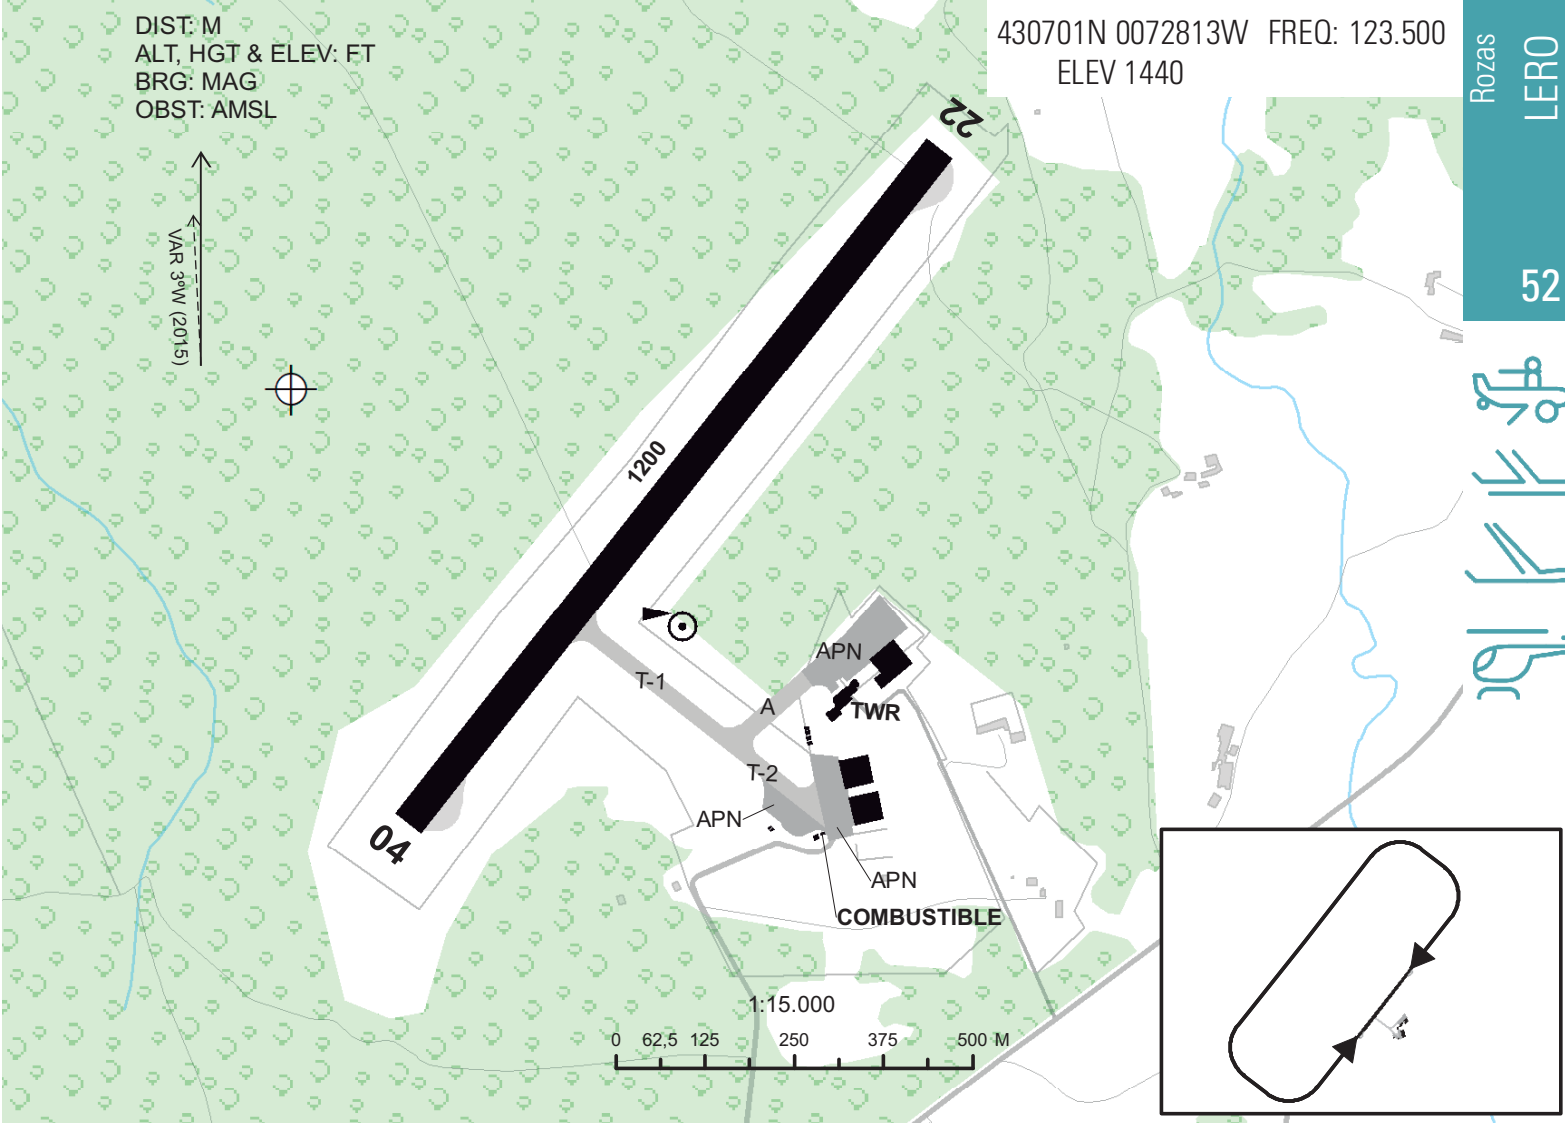 DIST: M
ALT, HGT & ELEV: FT
BRG: MAG
OBST: AMSL
VAR 3ºW (2015)
430701N 0072813W FREQ: 123.500
ELEV 1440
Rozas
LERO
52
22
1200
04
T-1
A
APN
TWR
T-2
APN
APN
COMBUSTIBLE
1:15.000
0 62,5 125 250 375 500 M